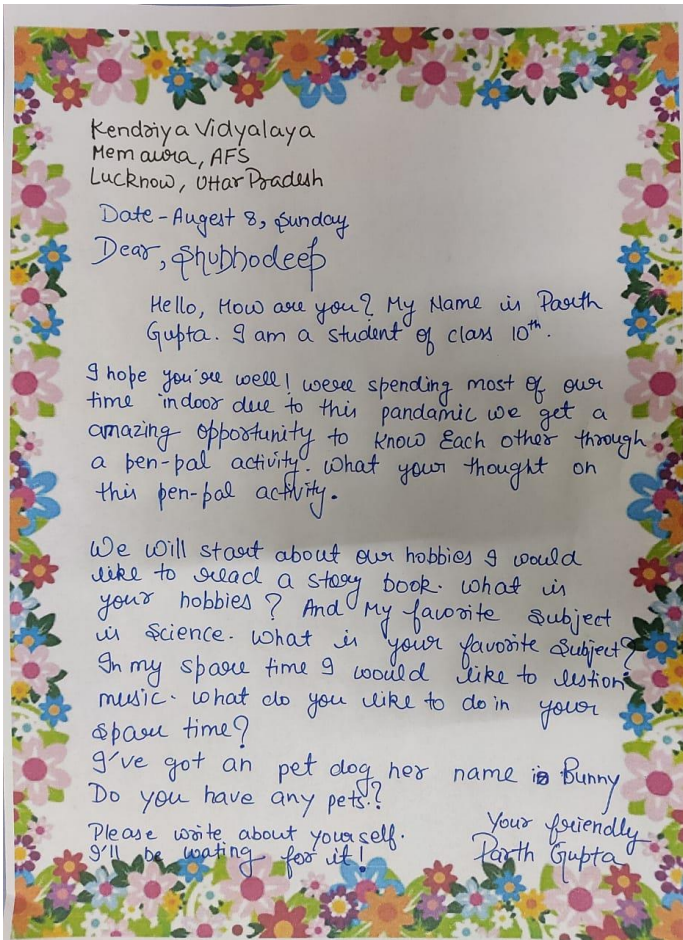 Kendriya Vidyalaya
Memaura, AFS
Lucknow, Uttar Pradesh
Date - Augest 8, Sunday
Dear, Shubhodeep
Hello, How are you? My Name is Parth
Gupta. I am a student of class 10th.
I hope you're well! were spending most of our
time indoor due to this pandamic we get a
amazing opportunity to know Each other through
a pen-pal activity. What your thought on
this pen-pal activity.
We will start about our hobbies I would
like to read a story book. what is
your hobbies? And My favorite subject
is science. What is your favorite Subject?
In my spare time I would like to lestion
music. What do you like to do in your
spare time?
I've got an pet dog her name is Bunny
Do you have any pets.?
Please write about yourself.
I'll be wating for it!
Your friendly
Parth Gupta